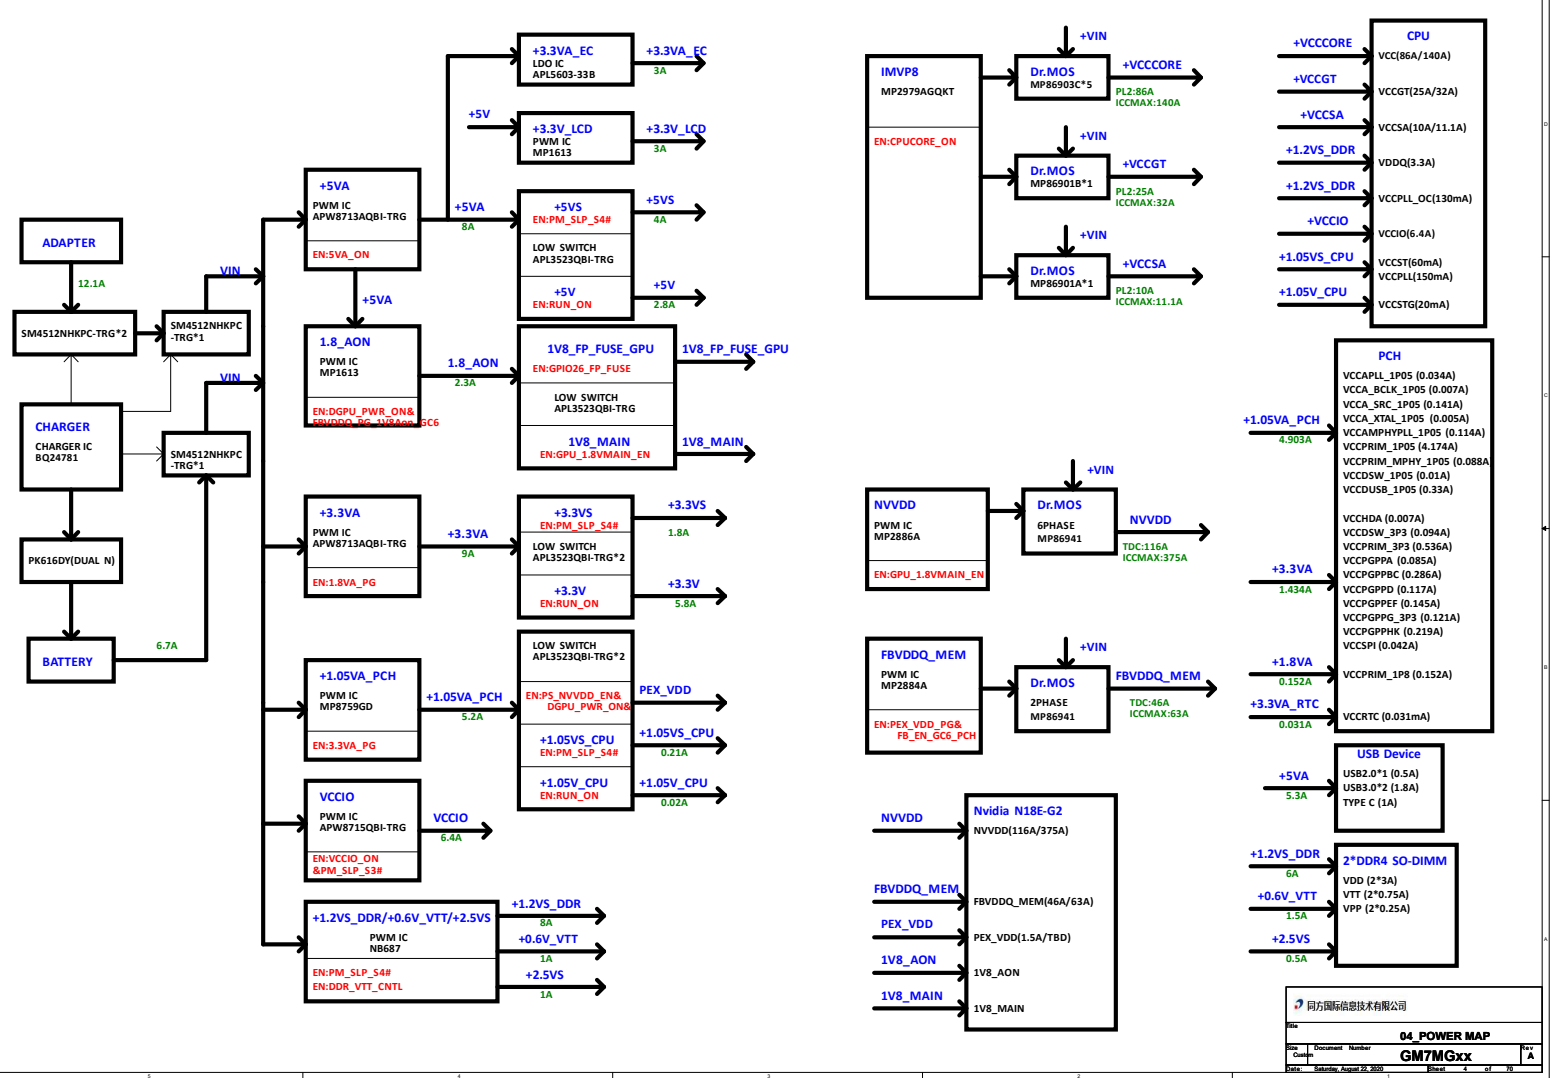 ADAPTER
12.1A
SM4512NHKPC-TRG*2
SM4512NHKPC
-TRG*1
VIN
VIN
CHARGER
CHARGER IC
BQ24781
SM4512NHKPC
-TRG*1
PK616DY(DUAL N)
BATTERY
6.7A
+5VA
PWM IC
APW8713AQBI-TRG
EN:5VA_ON
+5VA
8A
+5VA
1.8_AON
PWM IC
MP1613
EN:DGPU_PWR_ON&
FBVDDQ_PG_1V8Aon_GC6
1.8_AON
2.3A
+3.3VA
PWM IC
APW8713AQBI-TRG
EN:1.8VA_PG
+3.3VA
9A
+1.05VA_PCH
PWM IC
MP8759GD
EN:3.3VA_PG
+1.05VA_PCH
5.2A
VCCIO
PWM IC
APW8715QBI-TRG
EN:VCCIO_ON
&PM_SLP_S3#
VCCIO
6.4A
+1.2VS_DDR/+0.6V_VTT/+2.5VS
PWM IC
NB687
EN:PM_SLP_S4#
EN:DDR_VTT_CNTL
+1.2VS_DDR
8A
+0.6V_VTT
1A
+2.5VS
1A
+3.3VA_EC
LDO IC
APL5603-33B
+3.3VA_EC
3A
+5V
+3.3V_LCD
PWM IC
MP1613
+3.3V_LCD
3A
+5VS
EN:PM_SLP_S4#
LOW SWITCH
APL3523QBI-TRG
+5V
EN:RUN_ON
+5VS
4A
+5V
2.8A
1V8_FP_FUSE_GPU
EN:GPIO26_FP_FUSE
LOW SWITCH
APL3523QBI-TRG
1V8_MAIN
EN:GPU_1.8VMAIN_EN
1V8_FP_FUSE_GPU
1V8_MAIN
+3.3VS
EN:PM_SLP_S4#
LOW SWITCH
APL3523QBI-TRG*2
+3.3V
EN:RUN_ON
+3.3VS
1.8A
+3.3V
5.8A
LOW SWITCH
APL3523QBI-TRG*2
EN:PS_NVVDD_EN&
DGPU_PWR_ON&
+1.05VS_CPU
EN:PM_SLP_S4#
+1.05V_CPU
EN:RUN_ON
PEX_VDD
+1.05VS_CPU
0.21A
+1.05V_CPU
0.02A
IMVP8
MP2979AGQKT
EN:CPUCORE_ON
+VIN
Dr.MOS
MP86903C*5
+VCCCORE
PL2:86A
ICCMAX:140A
+VIN
Dr.MOS
MP86901B*1
+VCCGT
PL2:25A
ICCMAX:32A
+VIN
Dr.MOS
MP86901A*1
+VCCSA
PL2:10A
ICCMAX:11.1A
NVVDD
PWM IC
MP2886A
EN:GPU_1.8VMAIN_EN
+VIN
Dr.MOS
6PHASE
MP86941
NVVDD
TDC:116A
ICCMAX:375A
FBVDDQ_MEM
PWM IC
MP2884A
EN:PEX_VDD_PG&
FB_EN_GC6_PCH
+VIN
Dr.MOS
2PHASE
MP86941
FBVDDQ_MEM
TDC:46A
ICCMAX:63A
Nvidia N18E-G2
NVVDD
NVVDD(116A/375A)
FBVDDQ_MEM
FBVDDQ_MEM(46A/63A)
PEX_VDD
PEX_VDD(1.5A/TBD)
1V8_AON
1V8_AON
1V8_MAIN
1V8_MAIN
CPU
+VCCCORE
VCC(86A/140A)
+VCCGT
VCCGT(25A/32A)
+VCCSA
VCCSA(10A/11.1A)
+1.2VS_DDR
VDDQ(3.3A)
+1.2VS_DDR
VCCPLL_OC(130mA)
+VCCIO
VCCIO(6.4A)
+1.05VS_CPU
VCCST(60mA)
VCCPLL(150mA)
+1.05V_CPU
VCCSTG(20mA)
PCH
VCCAPLL_1P05 (0.034A)
VCCA_BCLK_1P05 (0.007A)
VCCA_SRC_1P05 (0.141A)
VCCA_XTAL_1P05 (0.005A)
VCCAMPHYPLL_1P05 (0.114A)
VCCPRIM_1P05 (4.174A)
VCCPRIM_MPHY_1P05 (0.088A
VCCDSW_1P05 (0.01A)
VCCDUSB_1P05 (0.33A)
+1.05VA_PCH
4.903A
VCCHDA (0.007A)
VCCDSW_3P3 (0.094A)
VCCPRIM_3P3 (0.536A)
VCCPGPPA (0.085A)
VCCPGPPBC (0.286A)
VCCPGPPD (0.117A)
VCCPGPPEF (0.145A)
VCCPGPPG_3P3 (0.121A)
VCCPGPPHK (0.219A)
VCCSPI (0.042A)
+3.3VA
1.434A
+1.8VA
0.152A
VCCPRIM_1P8 (0.152A)
+3.3VA_RTC
0.031A
VCCRTC (0.031mA)
USB Device
USB2.0*1 (0.5A)
USB3.0*2 (1.8A)
TYPE C (1A)
+5VA
5.3A
2*DDR4 SO-DIMM
VDD (2*3A)
VTT (2*0.75A)
VPP (2*0.25A)
+1.2VS_DDR
6A
+0.6V_VTT
1.5A
+2.5VS
0.5A
同方国际信息技术有限公司
Title
04_POWER MAP
Size
Custom
Document Number
GM7MGxx
Rev
A
Date: Saturday, August 22, 2020
Sheet 4 of 70